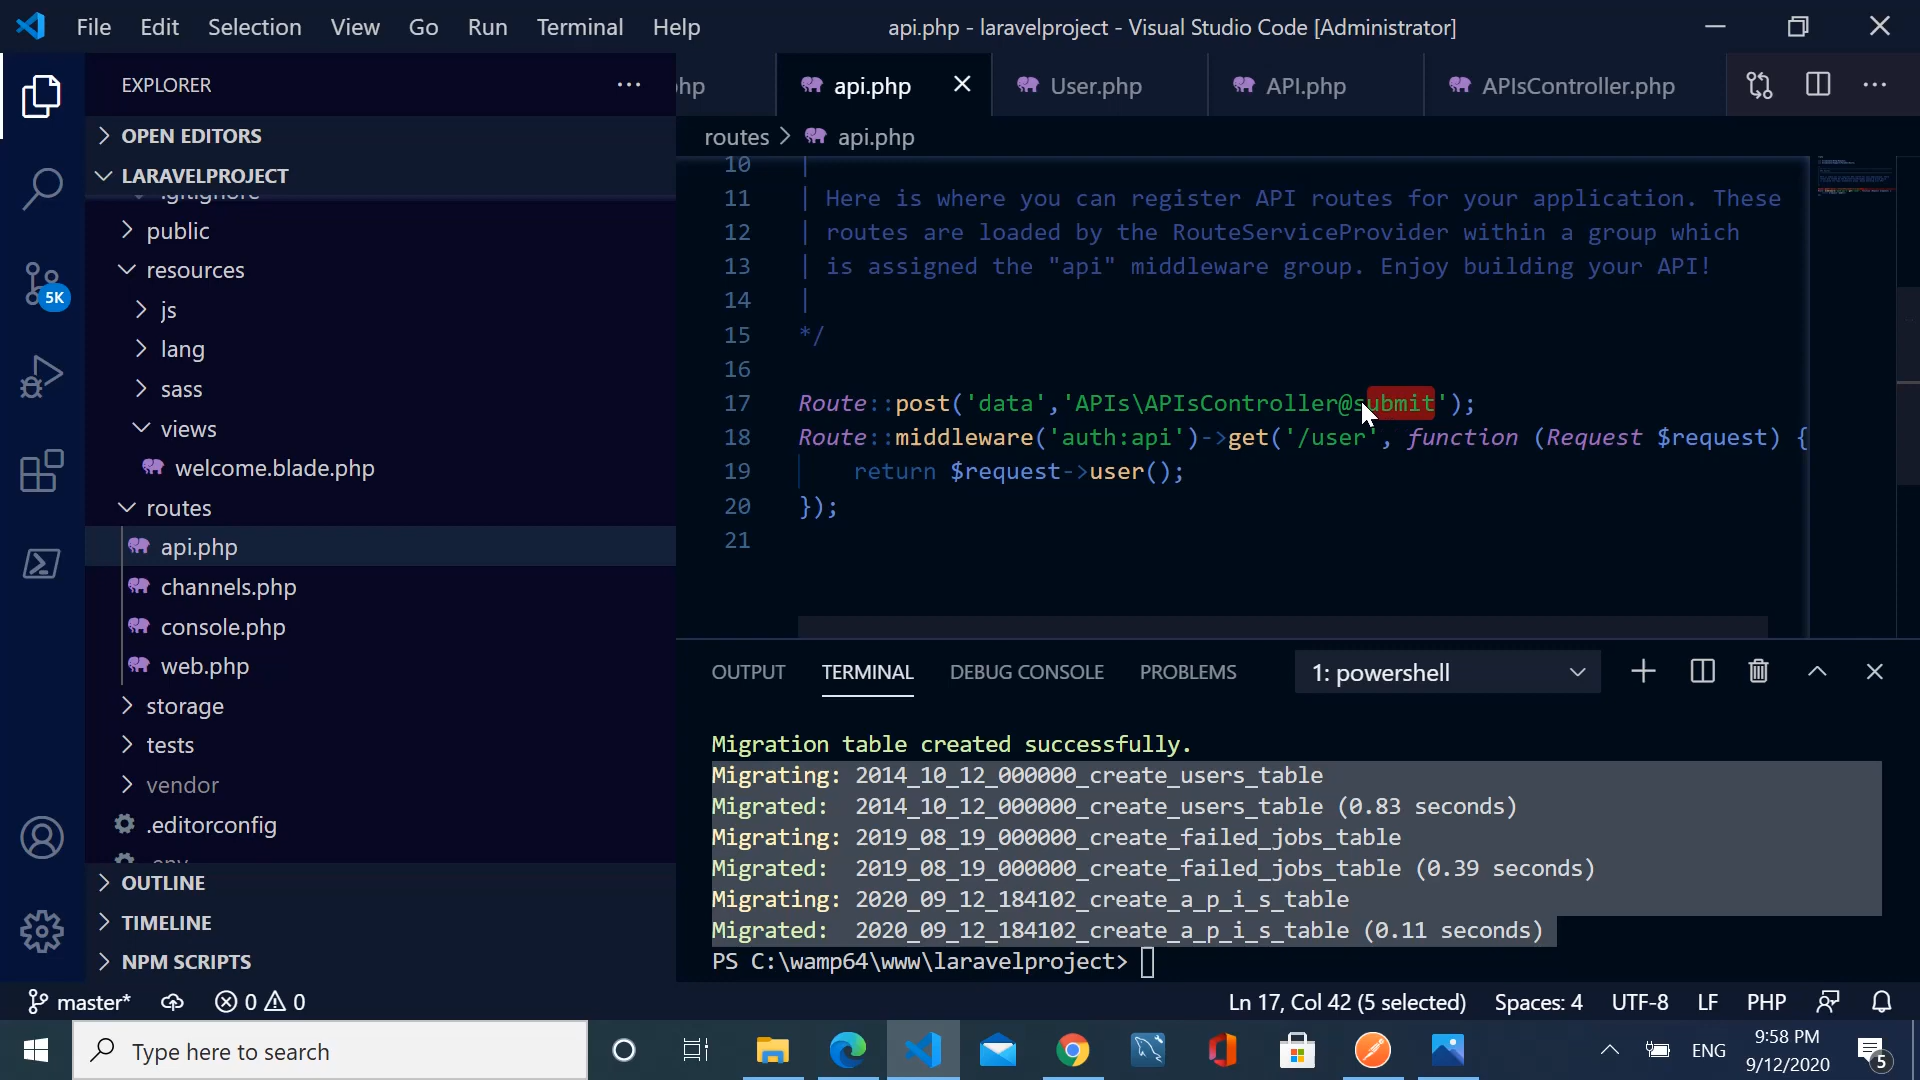 File Edit Selection View Go Run Terminal Help
api.php - laravelproject - Visual Studio Code [Administrator]
EXPLORER
OPEN EDITORS
LARAVELPROJECT
.gitignore
public
resources
js
lang
sass
views
welcome.blade.php
routes
api.php
channels.php
console.php
web.php
storage
tests
vendor
.editorconfig
.env
OUTLINE
TIMELINE
NPM SCRIPTS
5K
hp api.php User.php API.php APIsController.php
routes > api.php
10 |
11 | Here is where you can register API routes for your application. These
12 | routes are loaded by the RouteServiceProvider within a group which
13 | is assigned the "api" middleware group. Enjoy building your API!
14 |
15 */
16
17 Route::post('data','APIs\APIsController@submit');
18 Route::middleware('auth:api')->get('/user', function (Request $request) {
19 return $request->user();
20 });
21
OUTPUT TERMINAL DEBUG CONSOLE PROBLEMS 1: powershell
Migration table created successfully.
Migrating: 2014_10_12_000000_create_users_table
Migrated: 2014_10_12_000000_create_users_table (0.83 seconds)
Migrating: 2019_08_19_000000_create_failed_jobs_table
Migrated: 2019_08_19_000000_create_failed_jobs_table (0.39 seconds)
Migrating: 2020_09_12_184102_create_a_p_i_s_table
Migrated: 2020_09_12_184102_create_a_p_i_s_table (0.11 seconds)
PS C:\wamp64\www\laravelproject>
master* 0 0 Ln 17, Col 42 (5 selected) Spaces: 4 UTF-8 LF PHP
Type here to search
ENG
9:58 PM
9/12/2020
5